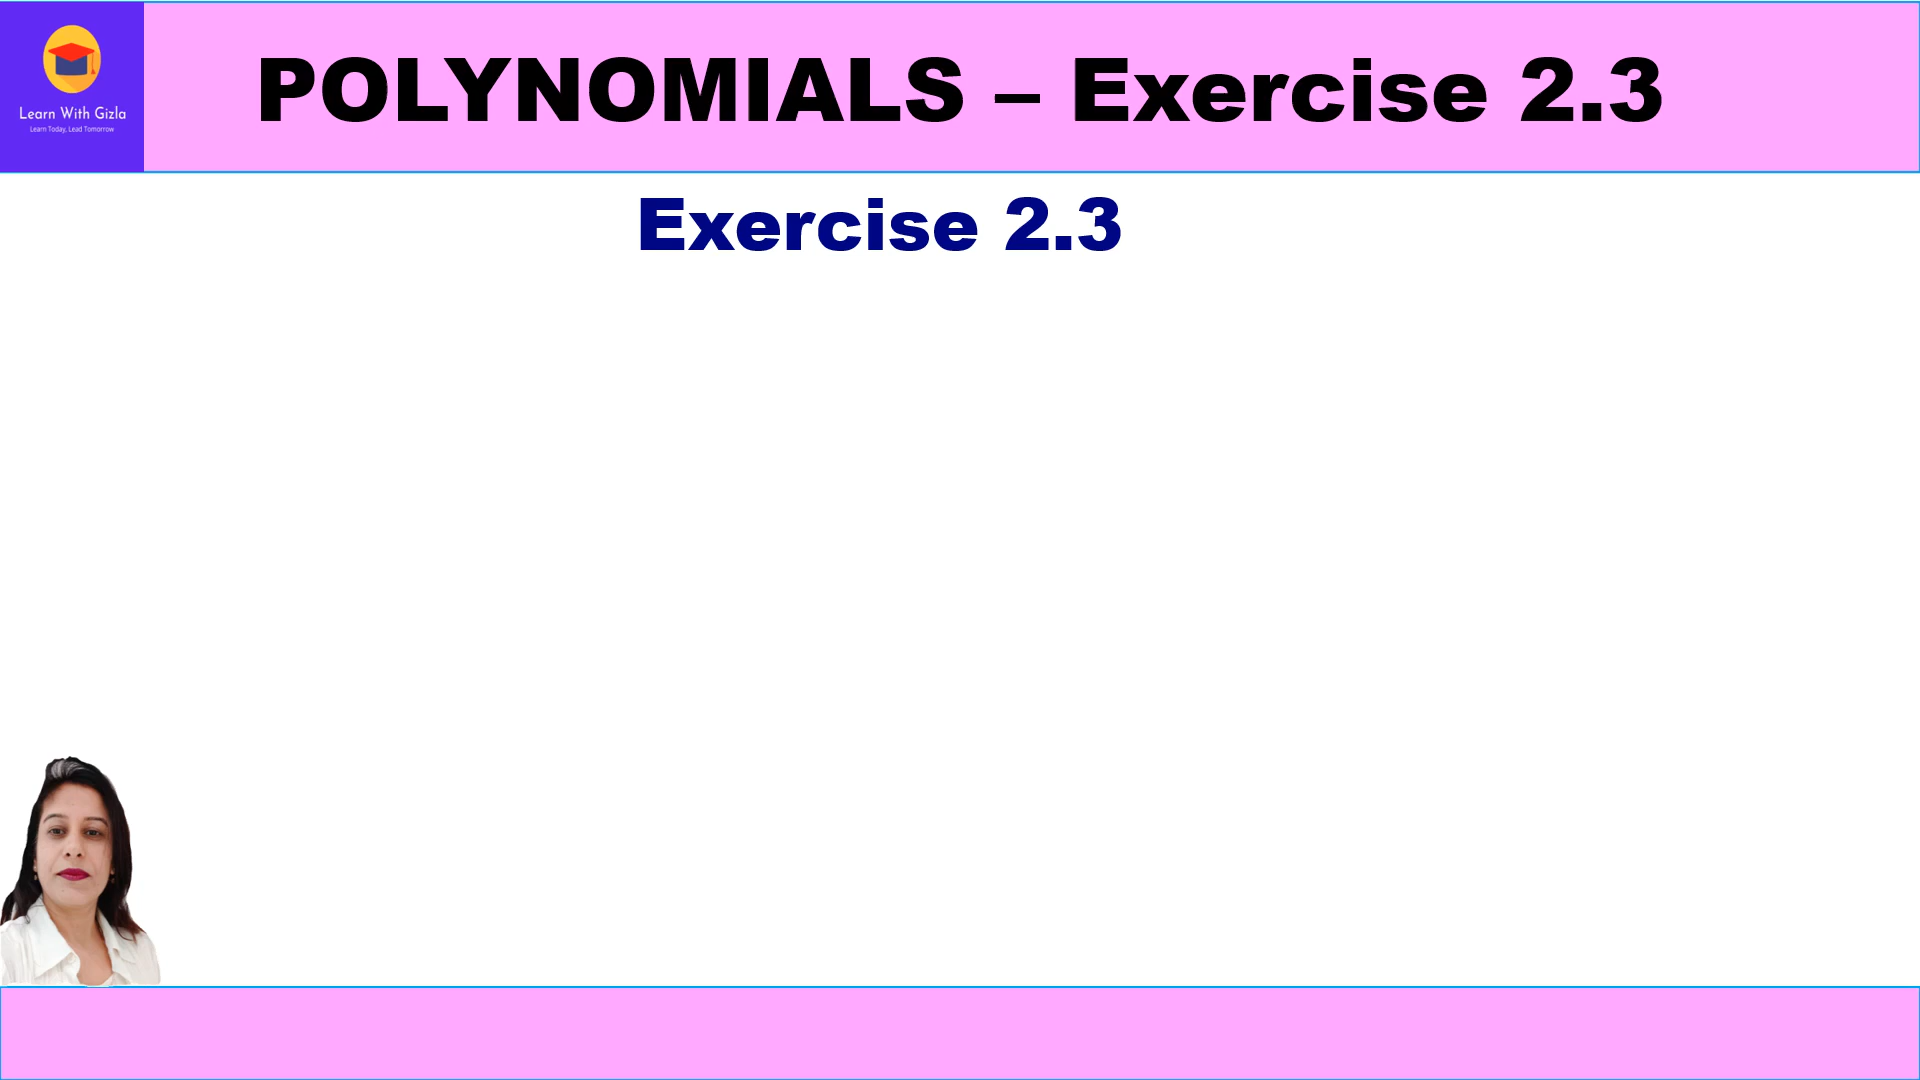 POLYNOMIALS – Exercise 2.3
Learn With Gizla
Learn Today, Lead Tomorrow
Exercise 2.3